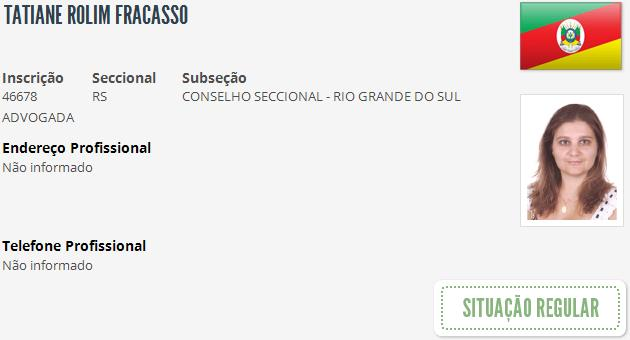 TATIANE ROLIM FRACASSO
Inscrição Seccional Subseção
46678 RS CONSELHO SECCIONAL - RIO GRANDE DO SUL
ADVOGADA
Endereço Profissional
Não informado
Telefone Profissional
Não informado
SITUAÇÃO REGULAR